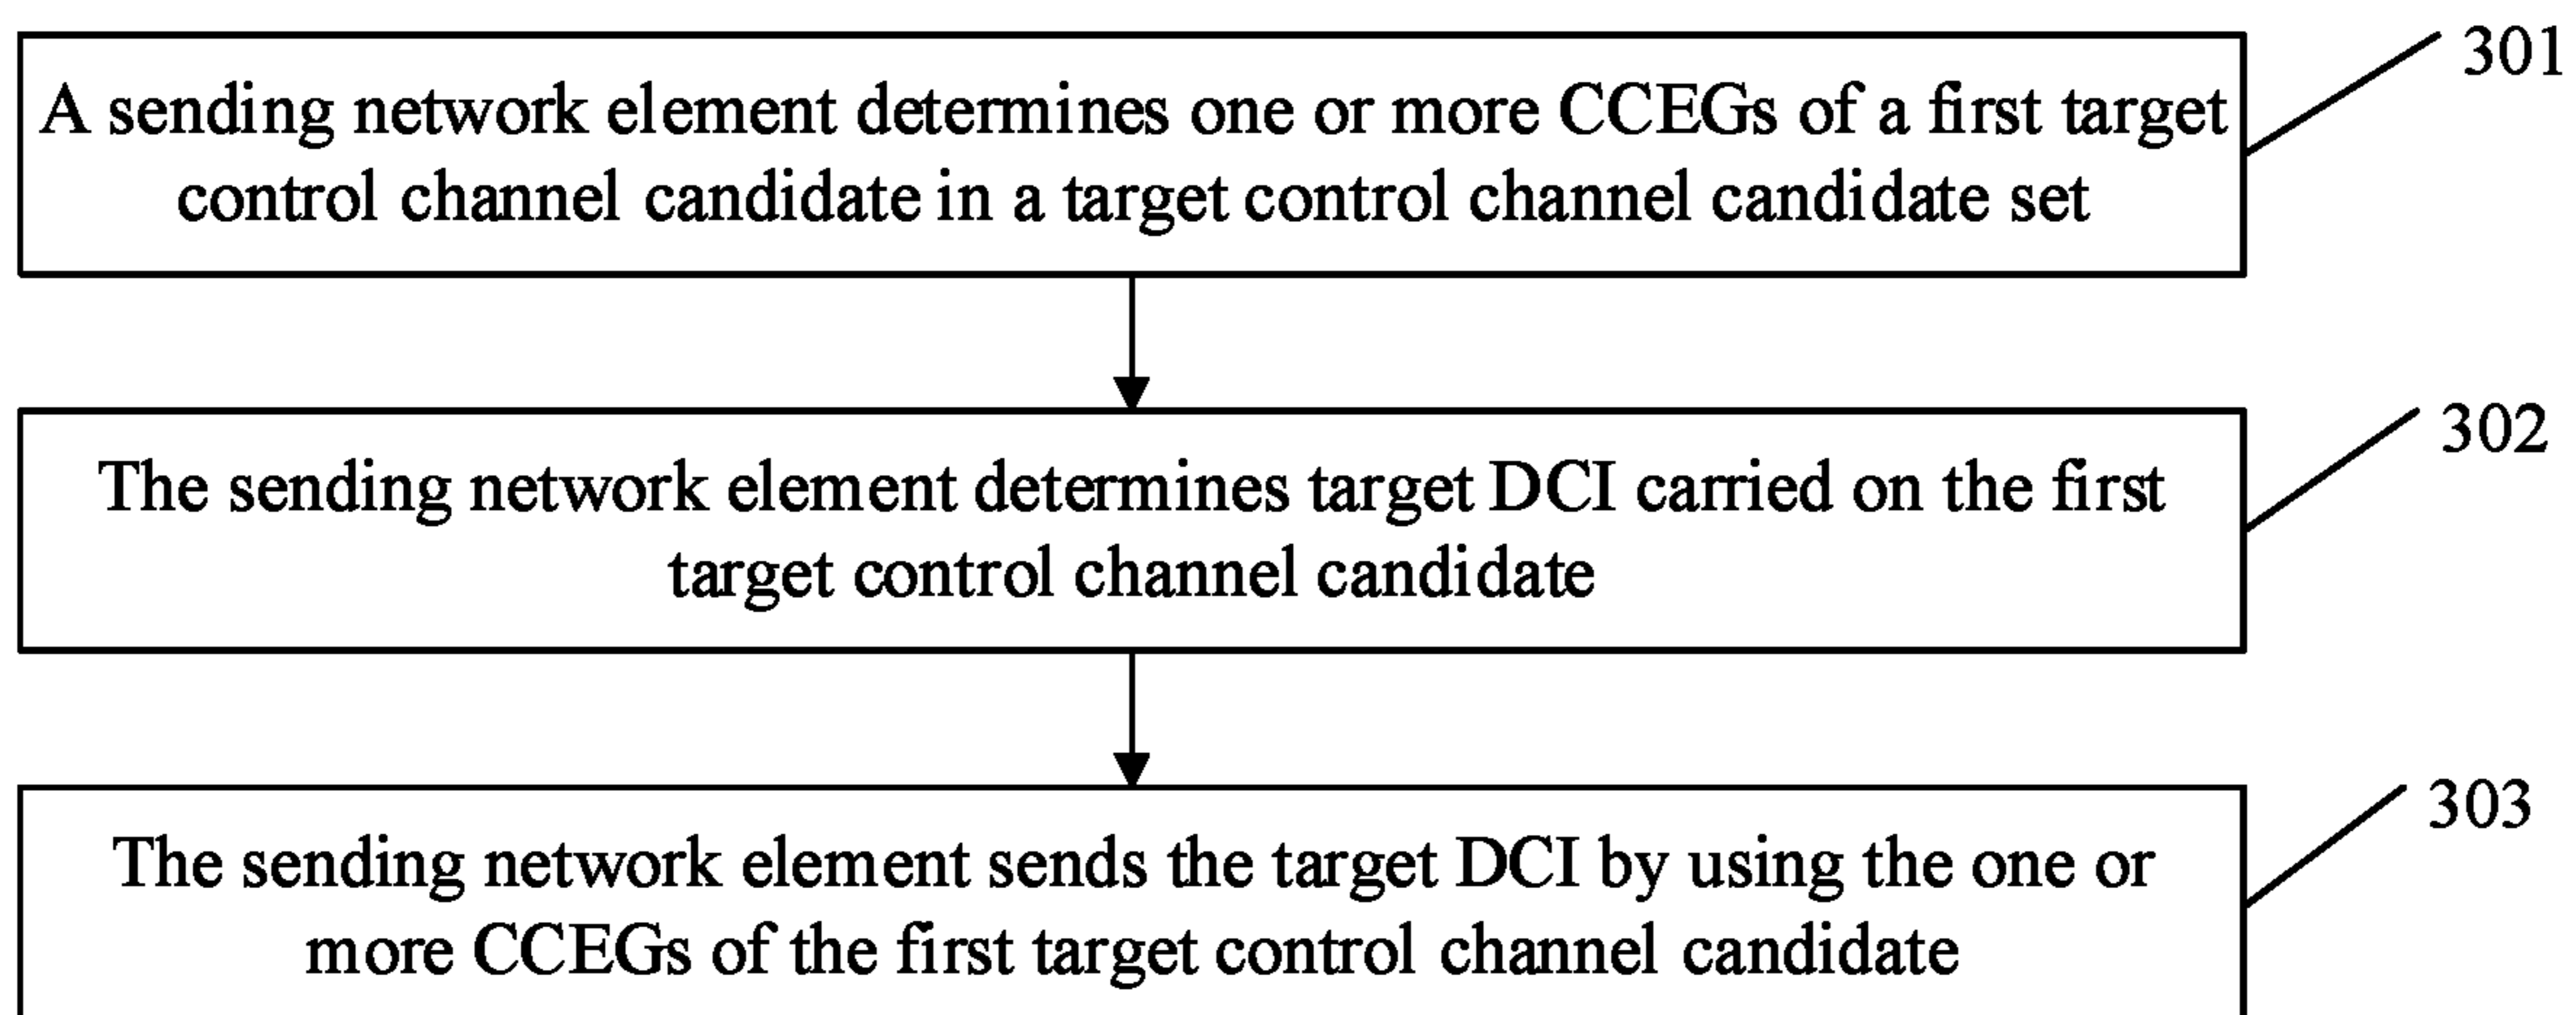 301
A sending network element determines one or more CCEGs of a first target
control channel candidate in a target control channel candidate set
302
The sending network element determines target DCI carried on the first
target control channel candidate
303
The sending network element sends the target DCI by using the one or
more CCEGs of the first target control channel candidate